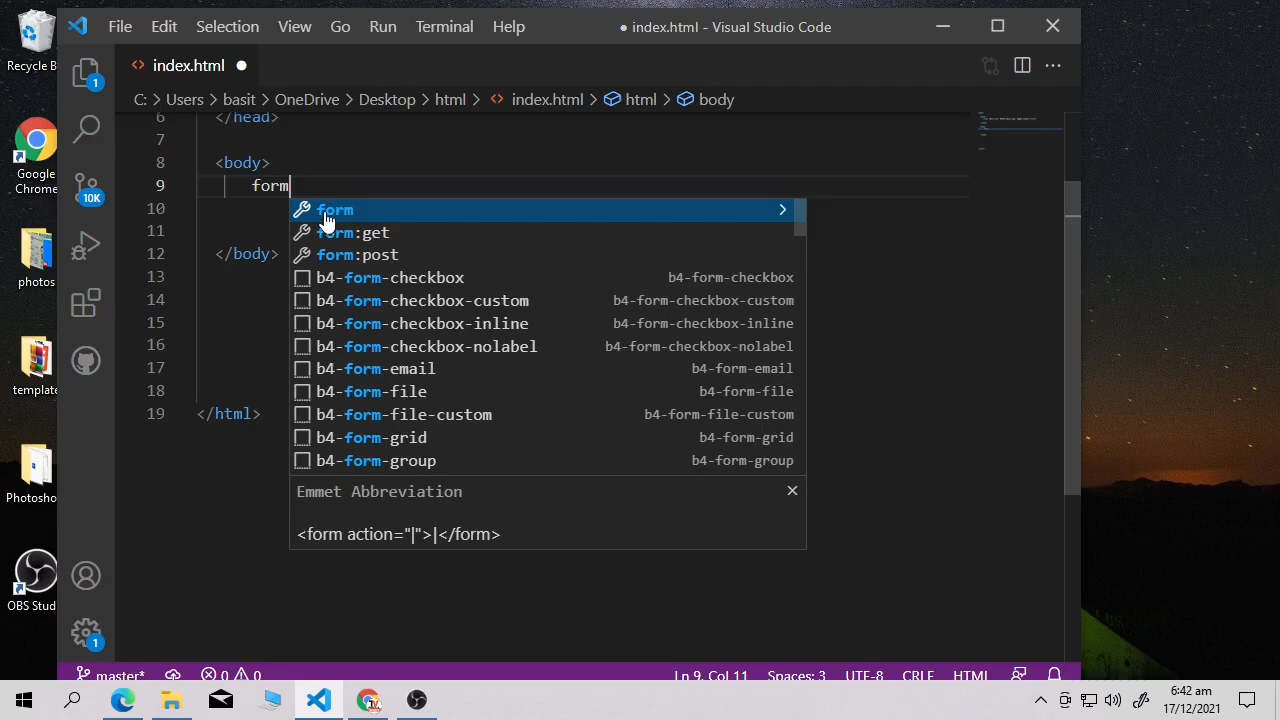 Recycle B
Google
Chrome
photos
template
Photosho
OBS Stud
File Edit Selection View Go Run Terminal Help
● index.html - Visual Studio Code
index.html
C: > Users > basit > OneDrive > Desktop > html > index.html > html > body
1
10K
1
6 </head>
7
8 <body>
9 form
10
11
12 </body>
13
14
15
16
17
18
19 </html>
form
form:get
form:post
b4-form-checkbox b4-form-checkbox
b4-form-checkbox-custom b4-form-checkbox-custom
b4-form-checkbox-inline b4-form-checkbox-inline
b4-form-checkbox-nolabel b4-form-checkbox-nolabel
b4-form-email b4-form-email
b4-form-file b4-form-file
b4-form-file-custom b4-form-file-custom
b4-form-grid b4-form-grid
b4-form-group b4-form-group
Emmet Abbreviation
<form action="|">|</form>
master* 0 0 Ln 9, Col 11 Spaces: 3 UTF-8 CRLF HTML
6:42 am
17/12/2021